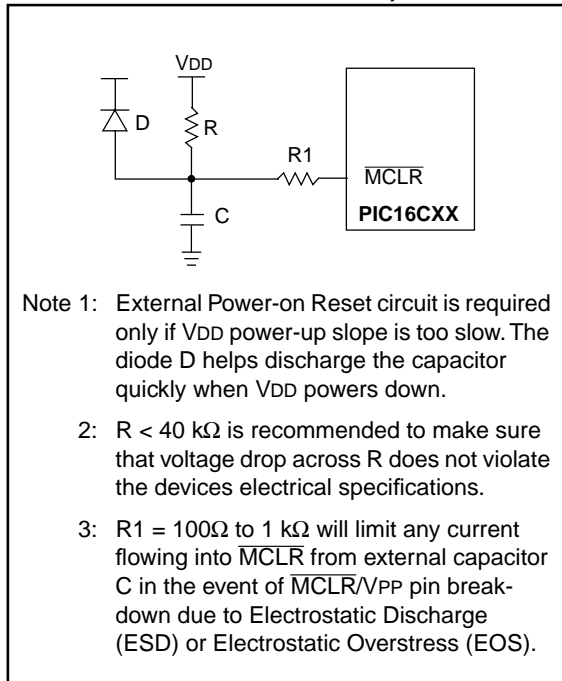 VDD
D
R
R1
MCLR
C
PIC16CXX
Note 1: External Power-on Reset circuit is required
only if VDD power-up slope is too slow. The
diode D helps discharge the capacitor
quickly when VDD powers down.
2: R < 40 kΩ is recommended to make sure
that voltage drop across R does not violate
the devices electrical specifications.
3: R1 = 100Ω to 1 kΩ will limit any current
flowing into MCLR from external capacitor
C in the event of MCLR/VPP pin break-
down due to Electrostatic Discharge
(ESD) or Electrostatic Overstress (EOS).